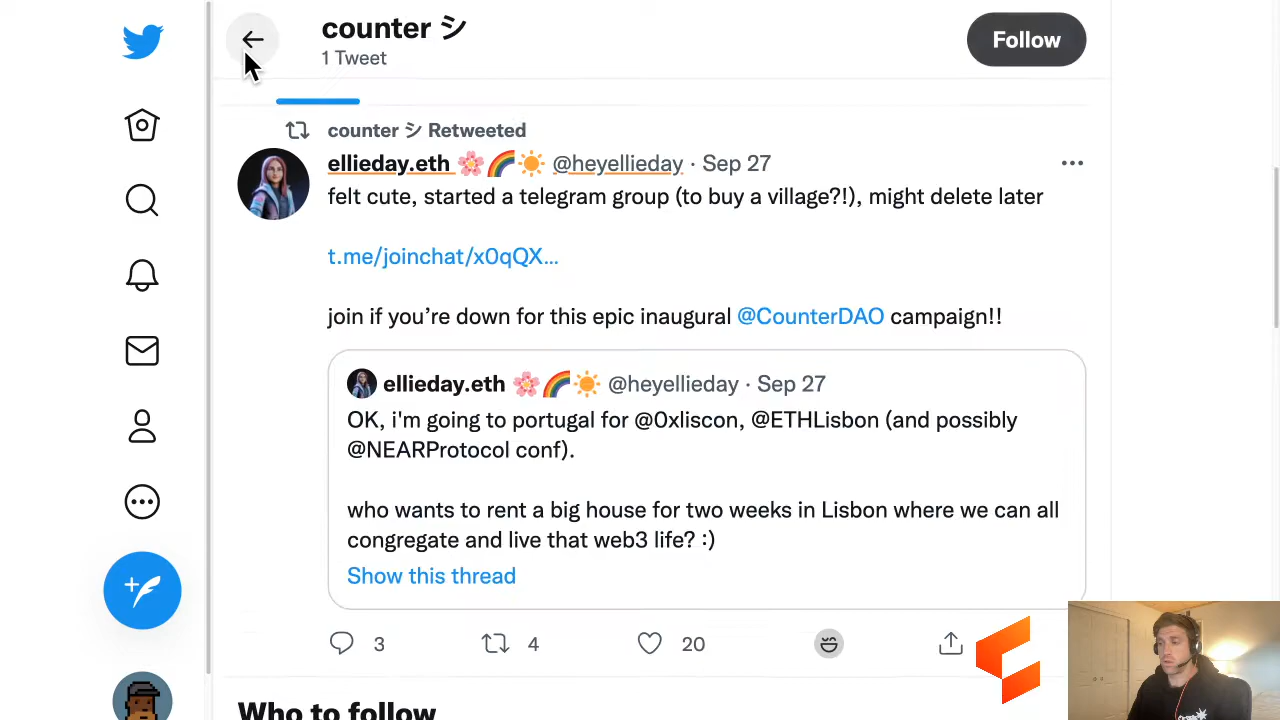 counter シ
1 Tweet
Follow
counter シ Retweeted
ellieday.eth 🌸🌈☀️ @heyellieday · Sep 27
felt cute, started a telegram group (to buy a village?!), might delete later
t.me/joinchat/x0qQX…
join if you’re down for this epic inaugural @CounterDAO campaign!!
ellieday.eth 🌸🌈☀️ @heyellieday · Sep 27
OK, i'm going to portugal for @0xliscon, @ETHLisbon (and possibly
@NEARProtocol conf).
who wants to rent a big house for two weeks in Lisbon where we can all
congregate and live that web3 life? :)
Show this thread
3 4 20
Who to follow